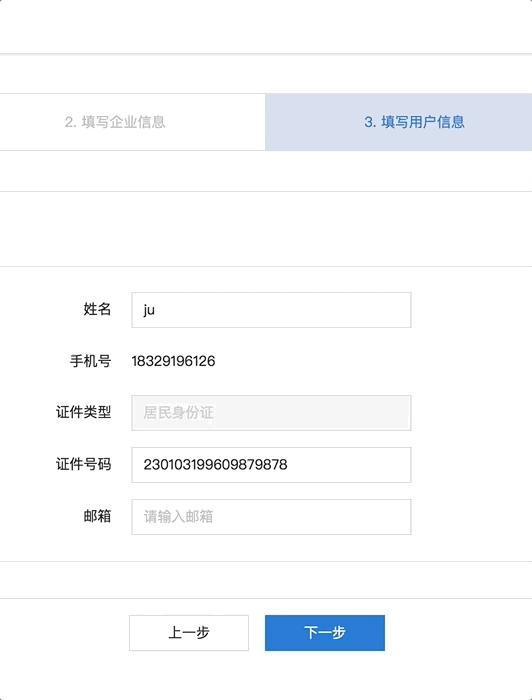 2. 填写企业信息
3. 填写用户信息
姓名 ju
手机号 18329196126
证件类型 居民身份证
证件号码 230103199609879878
邮箱 请输入邮箱
上一步 下一步